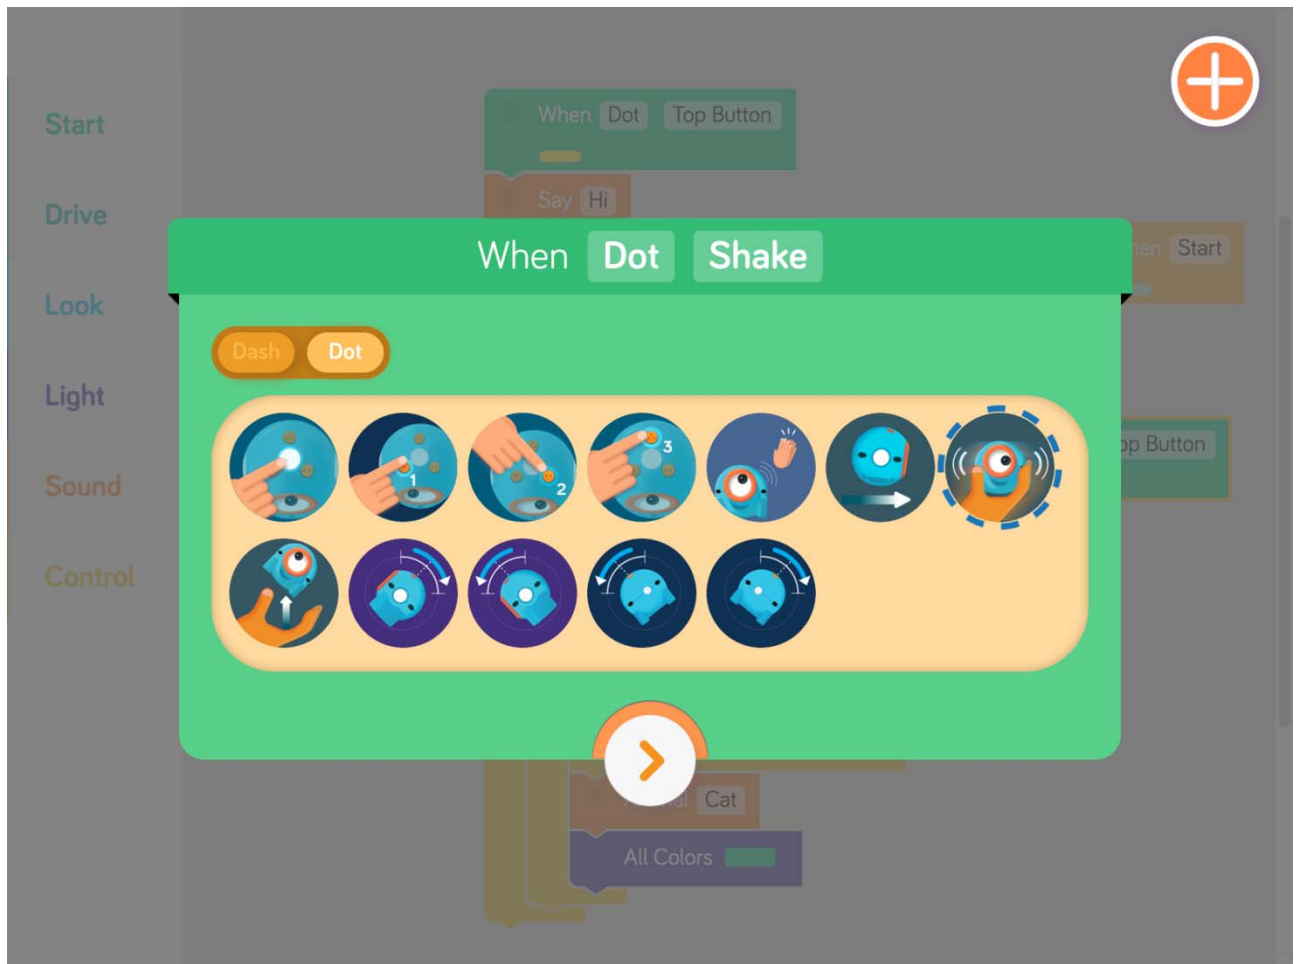 Start
Drive
Look
Light
Sound
Control
When Dot Top Button
Say Hi
Start
When Dot Shake
Dash Dot
1
2
3
Button
Cat
All Colors